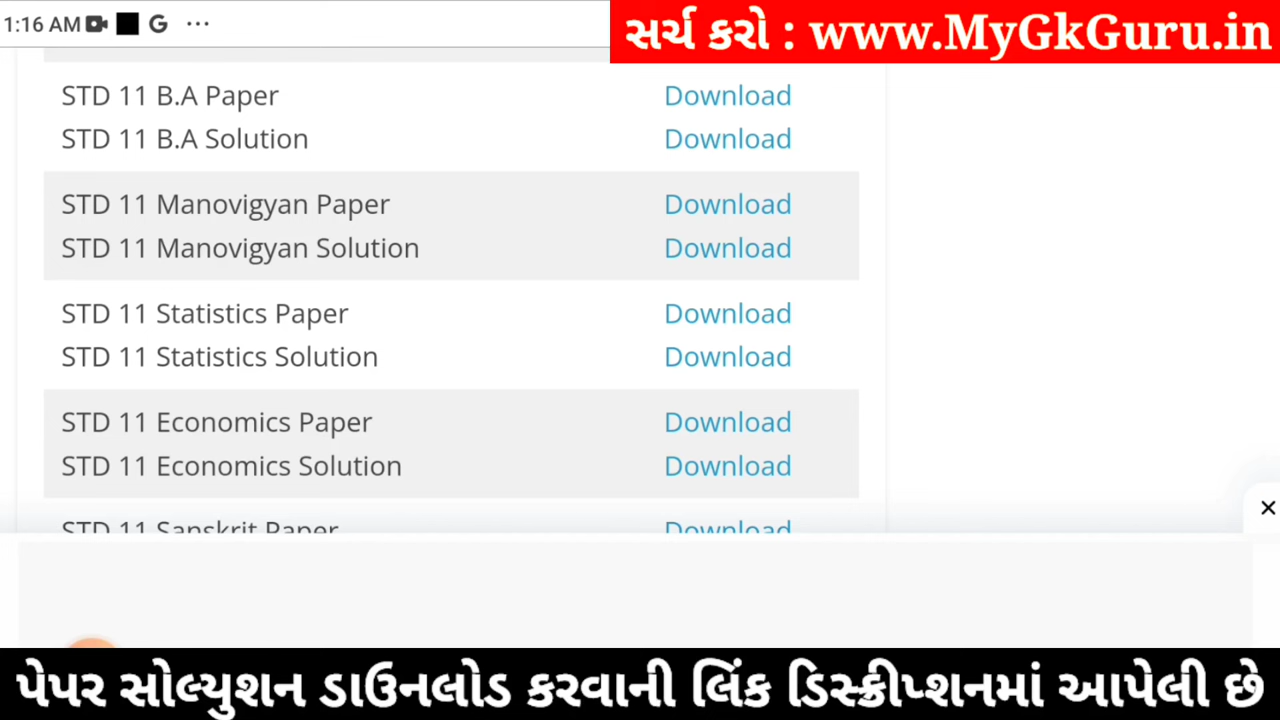 1:16 AM G ...
સર્ચ કરો : www.MyGkGuru.in
STD 11 B.A Paper Download
STD 11 B.A Solution Download
STD 11 Manovigyan Paper Download
STD 11 Manovigyan Solution Download
STD 11 Statistics Paper Download
STD 11 Statistics Solution Download
STD 11 Economics Paper Download
STD 11 Economics Solution Download
STD 11 Sanskrit Paper Download
પેપર સોલ્યુશન ડાઉનલોડ કરવાની લિંક ડિસ્ક્રીપ્શનમાં આપેલી છે